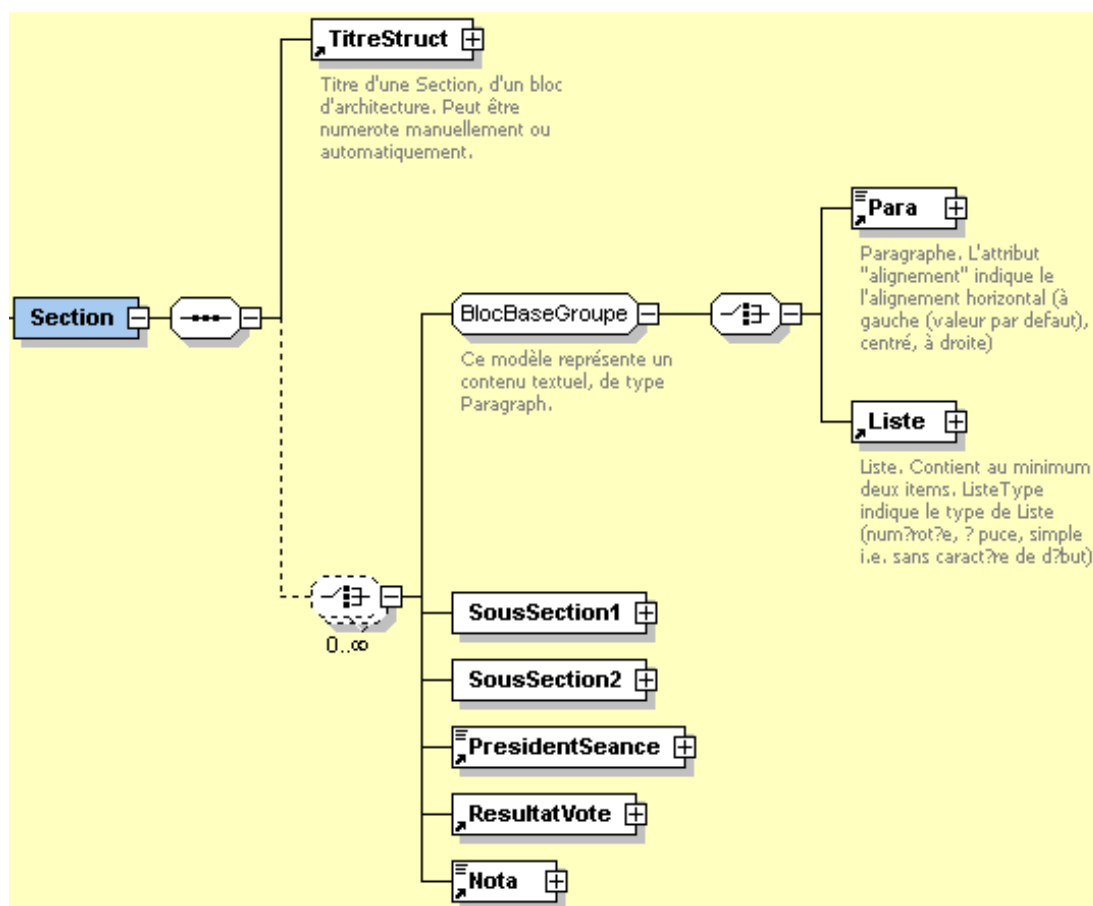 TitreStruct
Titre d'une Section, d'un bloc
d'architecture. Peut être
numerote manuellement ou
automatiquement.
Para
Paragraphe. L'attribut
"alignement" indique le
l'alignement horizontal (à
gauche (valeur par defaut),
centré, à droite)
Section
BlocBaseGroupe
Ce modèle représente un
contenu textuel, de type
Paragraph.
Liste
Liste. Contient au minimum
deux items. ListeType
indique le type de Liste
(num?rot?e, ? puce, simple
i.e. sans caract?re de d?but)
0..∞
SousSection1
SousSection2
PresidentSeance
ResultatVote
Nota